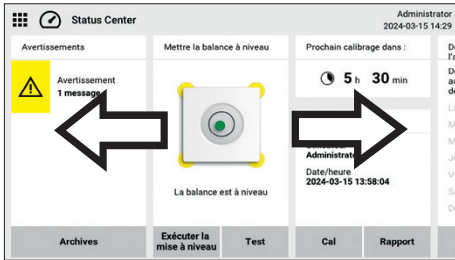 Status Center
Administrator
2024-03-15 14:29
Avertissements
Avertissement
1 message
Archives
Mettre la balance à niveau
La balance est à niveau
Exécuter la
mise à niveau
Test
Prochain calibrage dans :
5 h 30 min
Date/heure
2024-03-15 13:58:04
Cal
Rapport